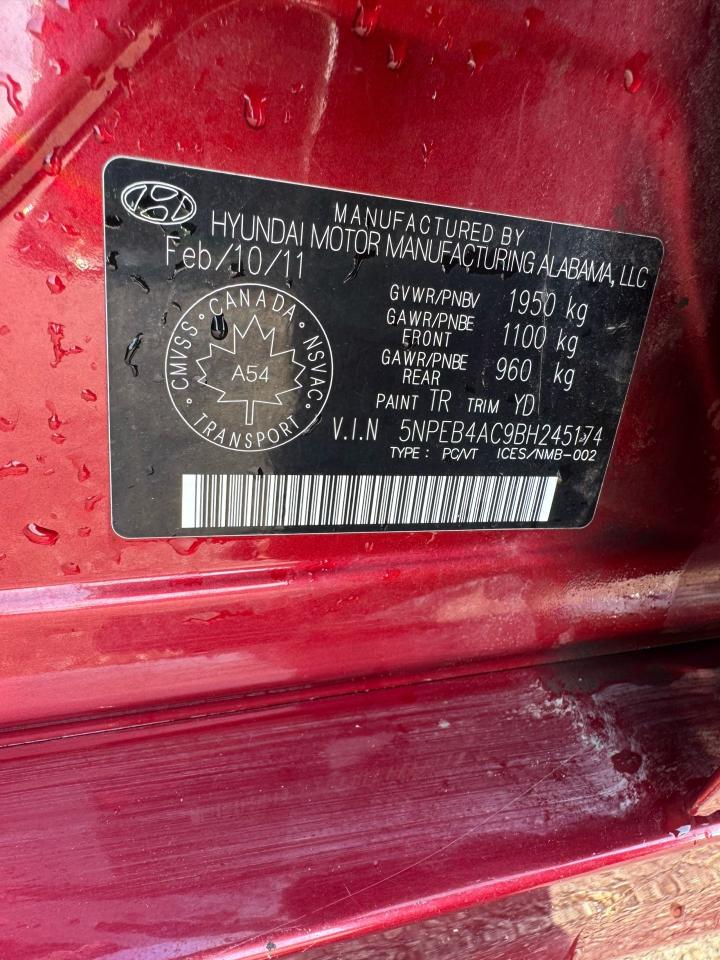 MANUFACTURED BY
HYUNDAI MOTOR MANUFACTURING ALABAMA, LLC
Feb/10/11
GVWR/PNBV 1950 kg
GAWR/PNBE FRONT 1100 kg
GAWR/PNBE REAR 960 kg
PAINT TR TRIM YD
CANADA
CMVSS · NSVAC
A54
TRANSPORT
V.I.N 5NPEB4AC9BH245174
TYPE : PC/VT ICES/NMB-002